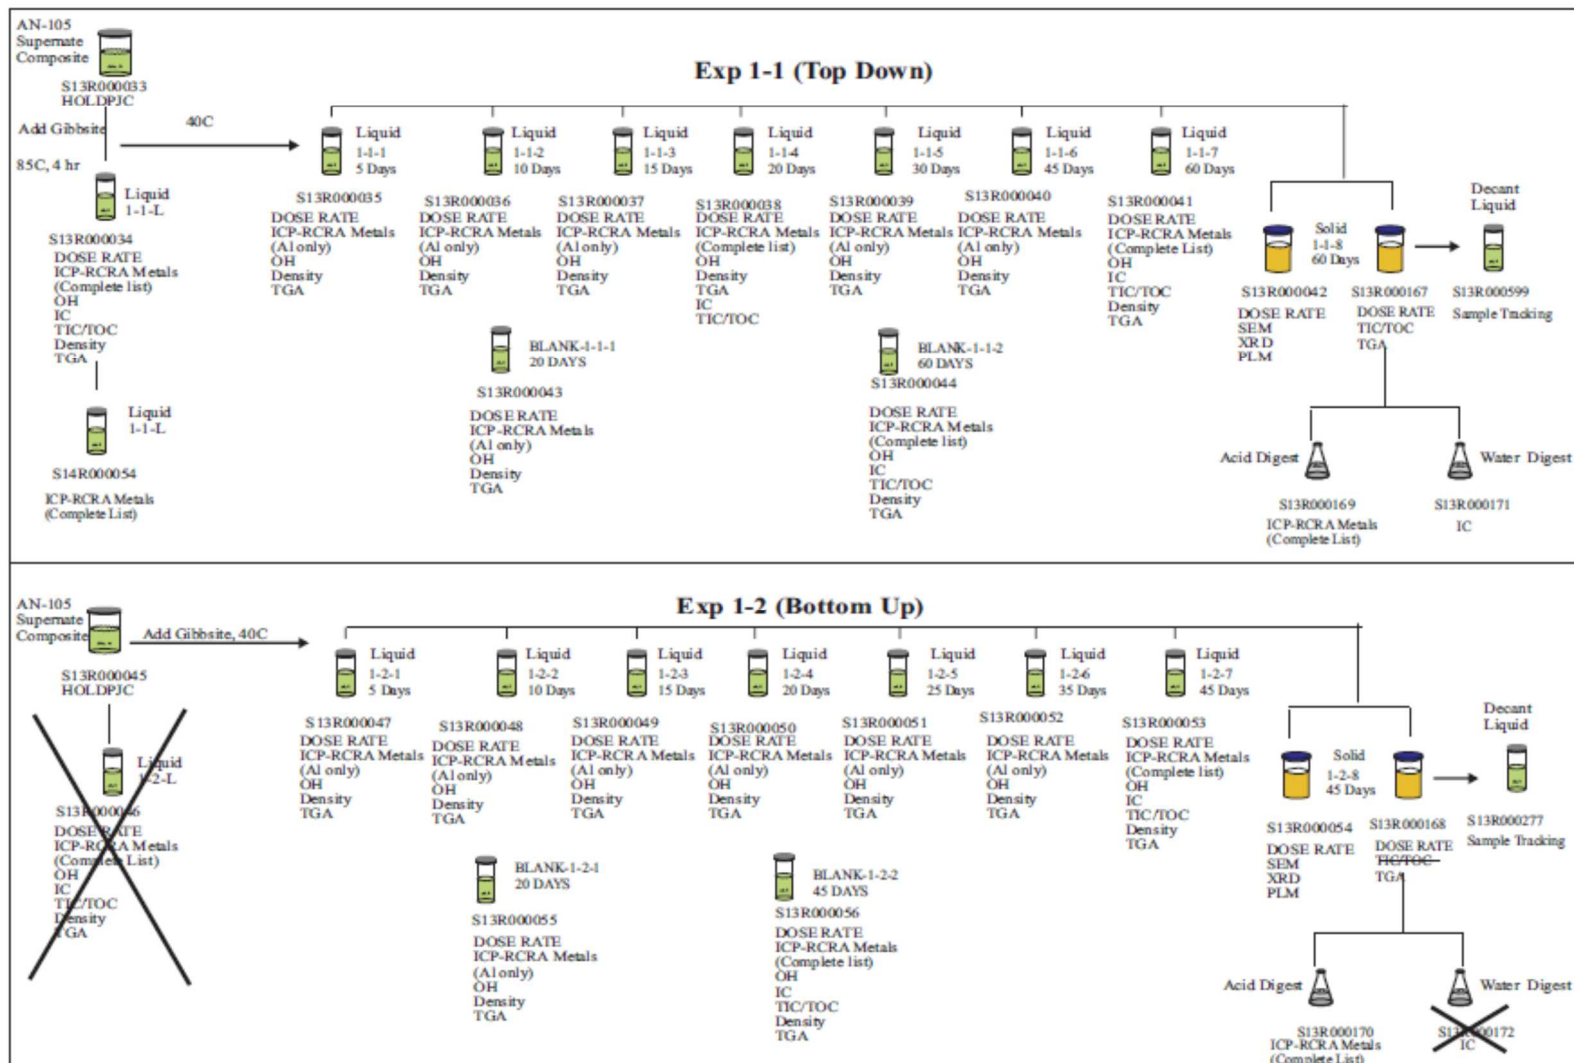 AN-105
Supernate
Composite
S13R000033
HOLDPJC
Add Gibbsite
85C, 4 hr
40C
Liquid
1-1-L
S13R000034
DOSE RATE
ICP-RCRA Metals
(Complete list)
OH
IC
TIC/TOC
Density
TGA
Liquid
1-1-L
S14R000054
ICP-RCRA Metals
(Complete List)
Exp 1-1 (Top Down)
Liquid
1-1-1
5 Days
S13R000035
DOSE RATE
ICP-RCRA Metals
(Al only)
OH
Density
TGA
Liquid
1-1-2
10 Days
S13R000036
DOSE RATE
ICP-RCRA Metals
(Al only)
OH
Density
TGA
Liquid
1-1-3
15 Days
S13R000037
DOSE RATE
ICP-RCRA Metals
(Al only)
OH
Density
TGA
Liquid
1-1-4
20 Days
S13R000038
DOSE RATE
ICP-RCRA Metals
(Complete list)
OH
Density
TGA
IC
TIC/TOC
Liquid
1-1-5
30 Days
S13R000039
DOSE RATE
ICP-RCRA Metals
(Al only)
OH
Density
TGA
Liquid
1-1-6
45 Days
S13R000040
DOSE RATE
ICP-RCRA Metals
(Al only)
OH
Density
TGA
Liquid
1-1-7
60 Days
S13R000041
DOSE RATE
ICP-RCRA Metals
(Complete List)
OH
IC
TIC/TOC
Density
TGA
BLANK-1-1-1
20 DAYS
S13R000043
DOSE RATE
ICP-RCRA Metals
(Al only)
OH
Density
TGA
BLANK-1-1-2
60 DAYS
S13R000044
DOSE RATE
ICP-RCRA Metals
(Complete list)
OH
IC
TIC/TOC
Density
TGA
Solid
1-1-8
60 Days
S13R000042
DOSE RATE
SEM
XRD
PLM
S13R000167
DOSE RATE
TIC/TOC
TGA
Decant
Liquid
S13R000599
Sample Tracking
Acid Digest
S13R000169
ICP-RCRA Metals
(Complete List)
Water Digest
S13R000171
IC
AN-105
Supernate
Composite
S13R000045
HOLDPJC
Add Gibbsite, 40C
Liquid
1-2-L
S13R000046
DOSE RATE
ICP-RCRA Metals
(Complete List)
OH
IC
TIC/TOC
Density
TGA
Exp 1-2 (Bottom Up)
Liquid
1-2-1
5 Days
S13R000047
DOSE RATE
ICP-RCRA Metals
(Al only)
OH
Density
TGA
Liquid
1-2-2
10 Days
S13R000048
DOSE RATE
ICP-RCRA Metals
(Al only)
OH
Density
TGA
Liquid
1-2-3
15 Days
S13R000049
DOSE RATE
ICP-RCRA Metals
(Al only)
OH
Density
TGA
Liquid
1-2-4
20 Days
S13R000050
DOSE RATE
ICP-RCRA Metals
(Al only)
OH
Density
TGA
Liquid
1-2-5
25 Days
S13R000051
DOSE RATE
ICP-RCRA Metals
(Al only)
OH
Density
TGA
Liquid
1-2-6
35 Days
S13R000052
DOSE RATE
ICP-RCRA Metals
(Al only)
OH
Density
TGA
Liquid
1-2-7
45 Days
S13R000053
DOSE RATE
ICP-RCRA Metals
(Complete list)
OH
IC
TIC/TOC
Density
TGA
BLANK-1-2-1
20 DAYS
S13R000055
DOSE RATE
ICP-RCRA Metals
(Al only)
OH
Density
TGA
BLANK-1-2-2
45 DAYS
S13R000056
DOSE RATE
ICP-RCRA Metals
(Complete list)
OH
IC
TIC/TOC
Density
TGA
Solid
1-2-8
45 Days
S13R000054
DOSE RATE
SEM
XRD
PLM
S13R000168
DOSE RATE
TIC/TOC
TGA
Decant
Liquid
S13R000277
Sample Tracking
Acid Digest
S13R000170
ICP-RCRA Metals
(Complete List)
Water Digest
S13R000172
IC